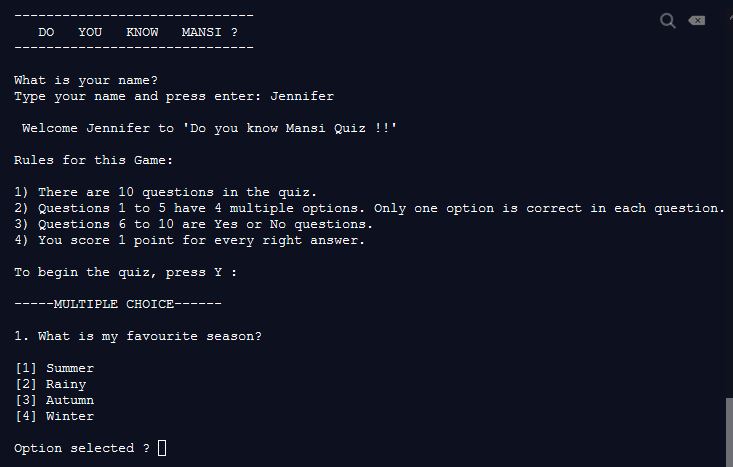 ------------------------------
DO YOU KNOW MANSI ?
------------------------------
What is your name?
Type your name and press enter: Jennifer
Welcome Jennifer to 'Do you know Mansi Quiz !!'
Rules for this Game:
1) There are 10 questions in the quiz.
2) Questions 1 to 5 have 4 multiple options. Only one option is correct in each question.
3) Questions 6 to 10 are Yes or No questions.
4) You score 1 point for every right answer.
To begin the quiz, press Y :
-----MULTIPLE CHOICE------
1. What is my favourite season?
[1] Summer
[2] Rainy
[3] Autumn
[4] Winter
Option selected ?